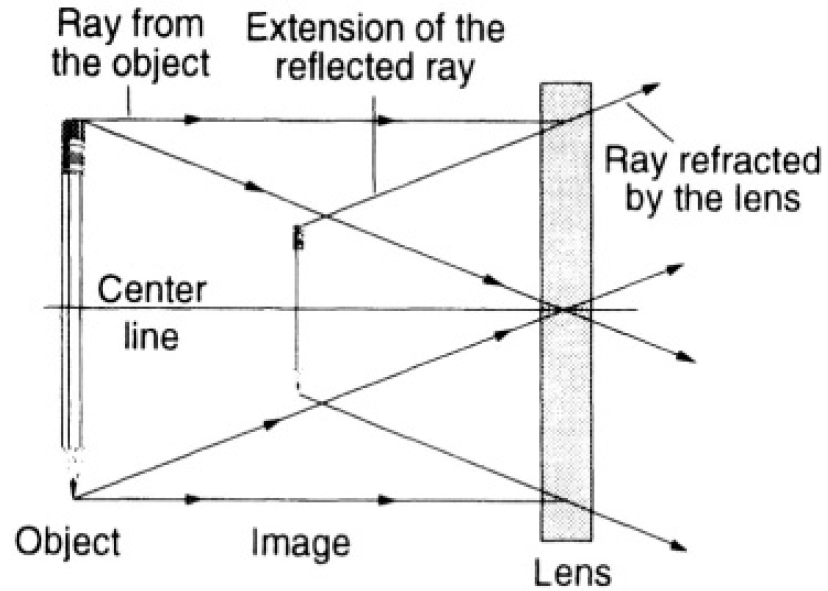 Ray from
the object
Extension of the
reflected ray
Ray refracted
by the lens
Center
line
Object
Image
Lens